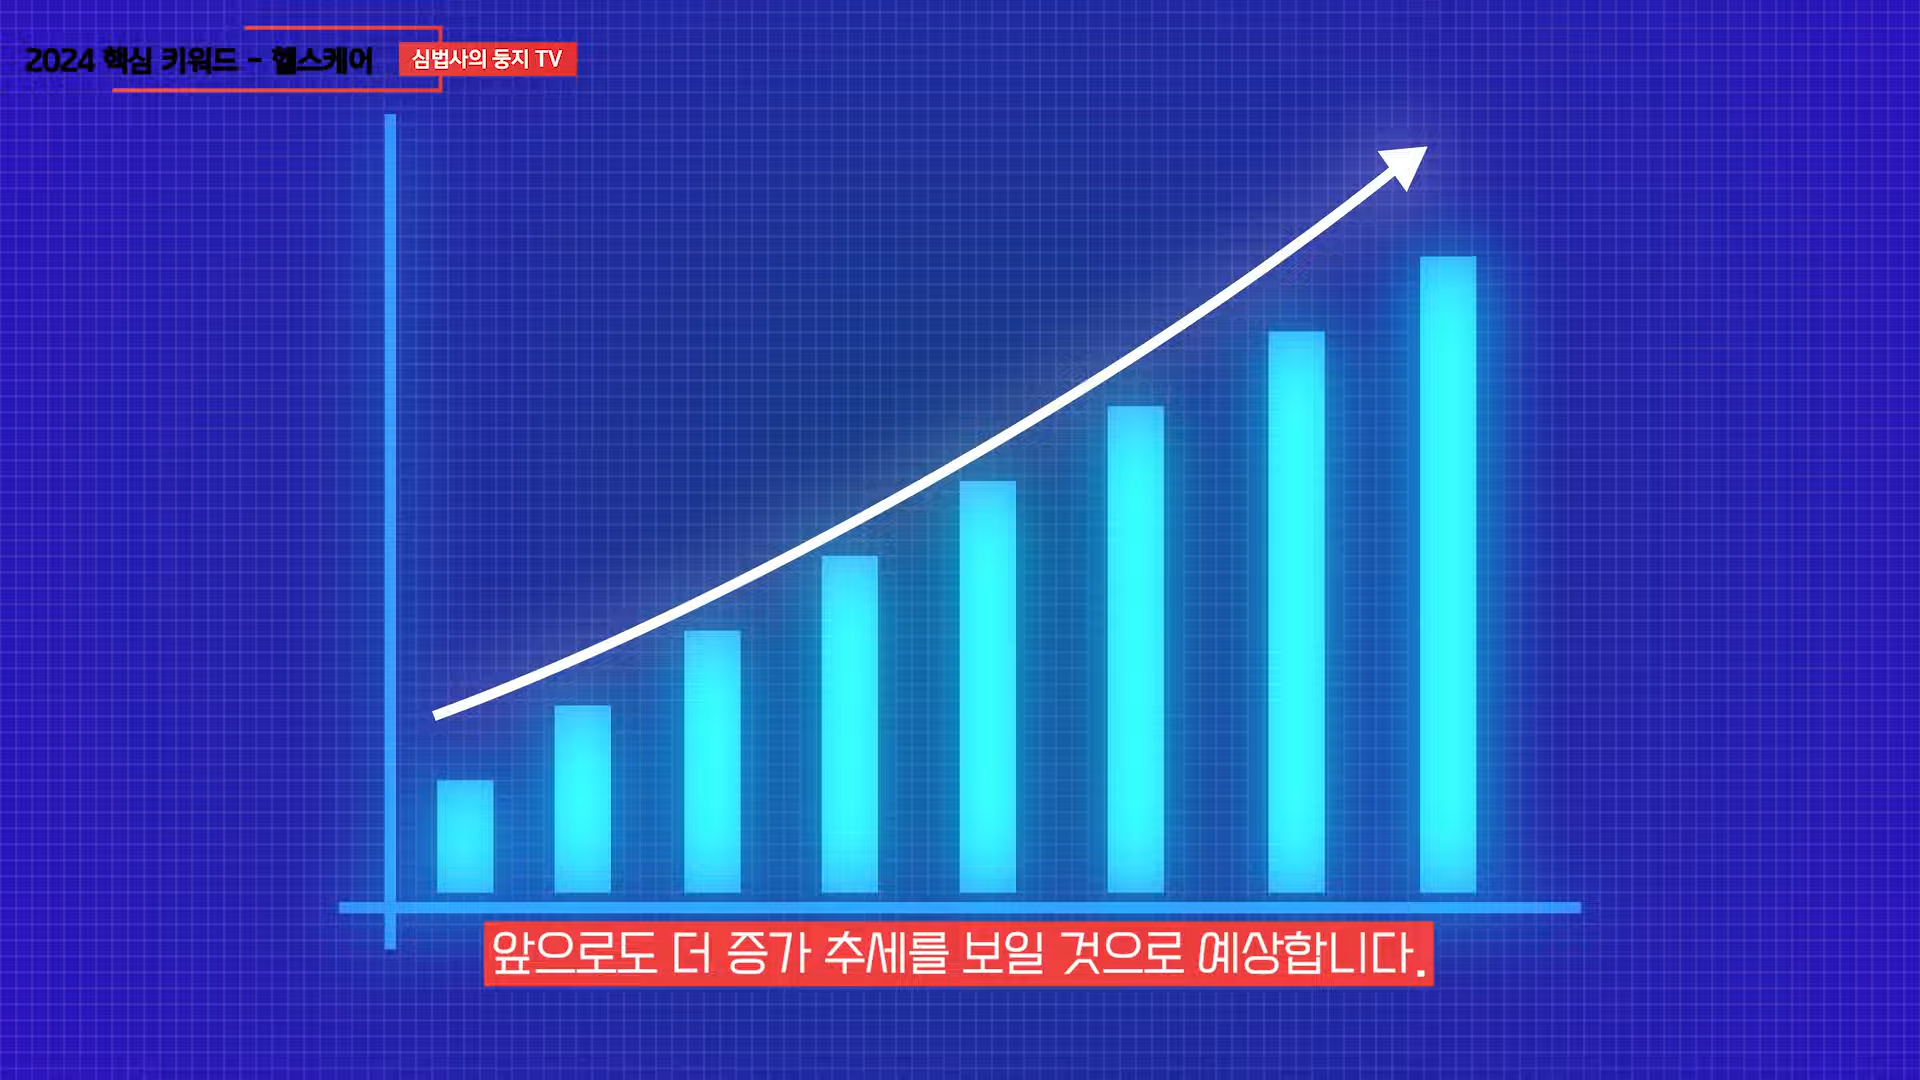 2024 핵심 키워드 - 헬스케어
심법사의 둥지 TV
앞으로도 더 증가 추세를 보일 것으로 예상합니다.